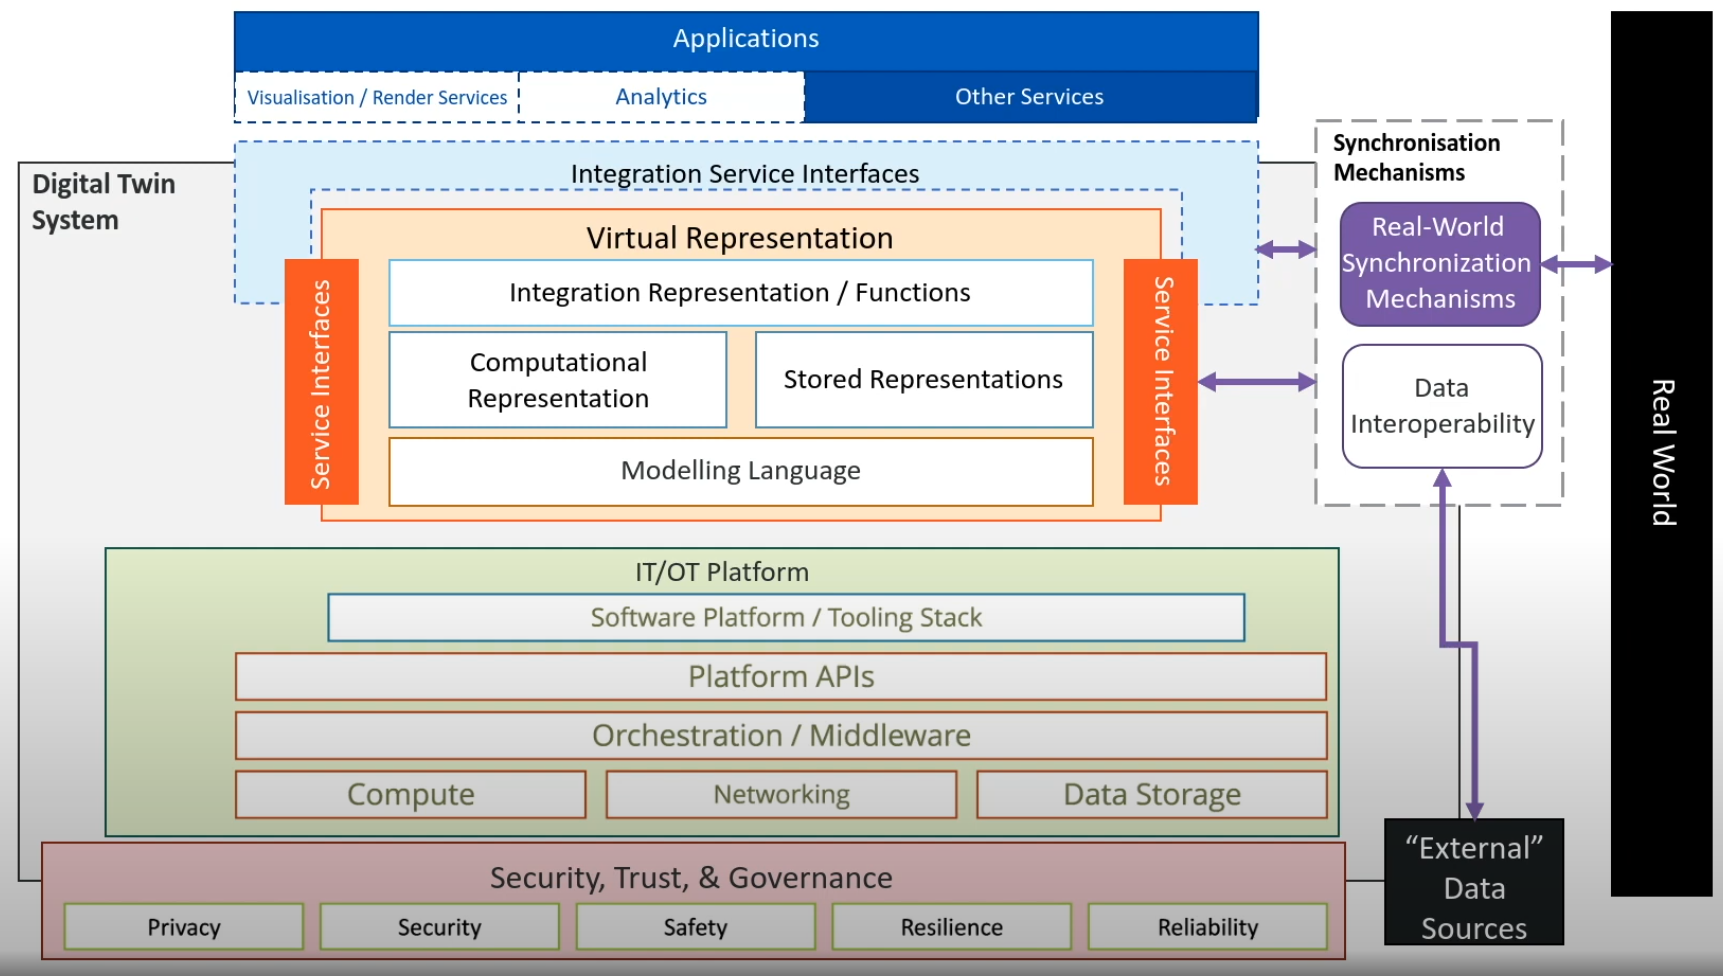 Applications
Visualisation / Render Services
Analytics
Other Services
Digital Twin
System
Integration Service Interfaces
Virtual Representation
Service Interfaces
Integration Representation / Functions
Computational
Representation
Stored Representations
Modelling Language
Service Interfaces
Synchronisation
Mechanisms
Real-World
Synchronization
Mechanisms
Data
Interoperability
Real World
IT/OT Platform
Software Platform / Tooling Stack
Platform APIs
Orchestration / Middleware
Compute
Networking
Data Storage
Security, Trust, & Governance
Privacy
Security
Safety
Resilience
Reliability
“External”
Data
Sources